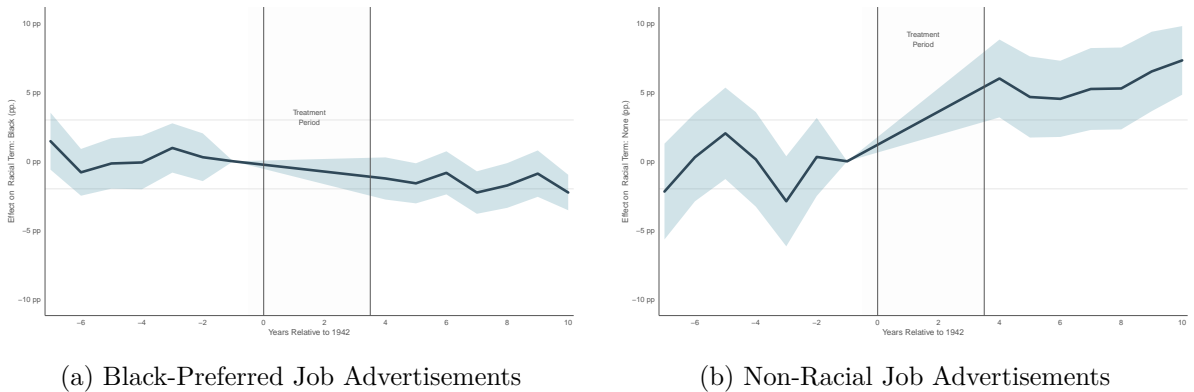 10 pp
5 pp
0 pp
−5 pp
−10 pp
Effect on Racial Term: Black (pp.)
Treatment
Period
−6
−4
−2
0
2
4
6
8
10
Years Relative to 1942
(a) Black-Preferred Job Advertisements
10 pp
5 pp
0 pp
−5 pp
−10 pp
Effect on Racial Term: None (pp.)
Treatment
Period
−6
−4
−2
0
2
4
6
8
10
Years Relative to 1942
(b) Non-Racial Job Advertisements